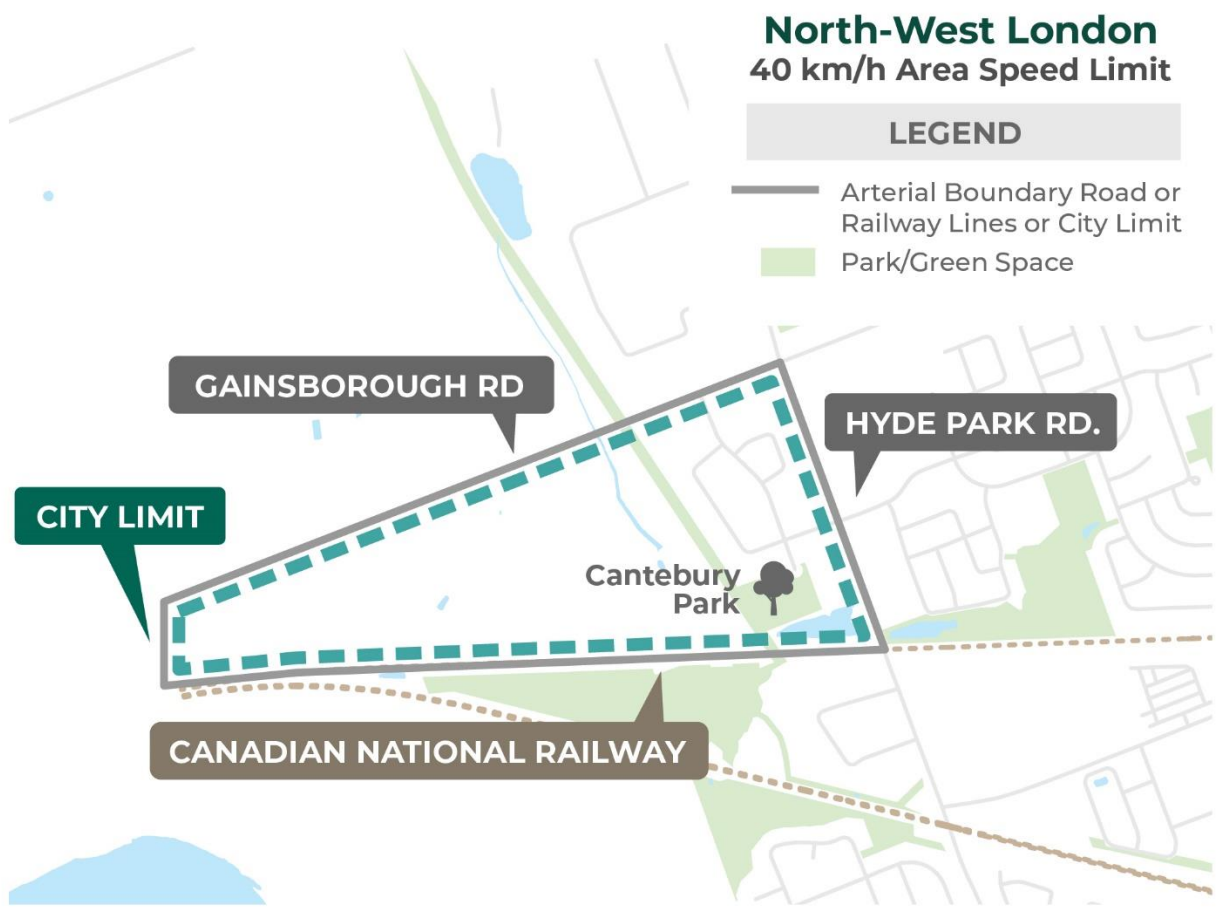 North-West London
40 km/h Area Speed Limit
LEGEND
Arterial Boundary Road or
Railway Lines or City Limit
Park/Green Space
GAINSBOROUGH RD
HYDE PARK RD.
CITY LIMIT
Cantebury
Park
CANADIAN NATIONAL RAILWAY